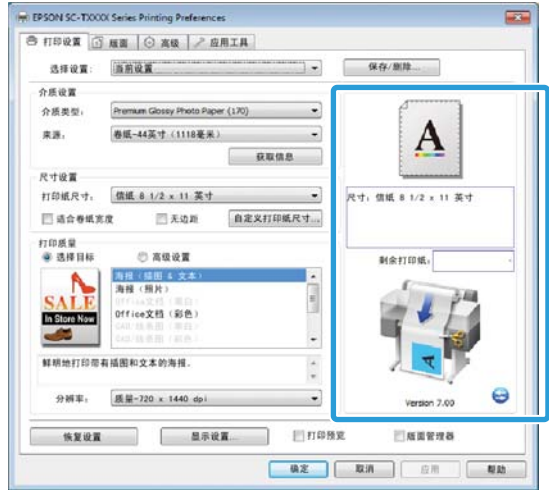 EPSON SC-TXXXX Series Printing Preferences
打印设置 版面 高级 应用工具
选择设置: 当前设置 保存/删除...
介质设置
介质类型: Premium Glossy Photo Paper (170)
来源: 卷纸-44英寸 (1118毫米)
获取信息
尺寸设置
打印纸尺寸: 信纸 8 1/2 x 11 英寸
适合卷纸宽度 无边距 自定义打印纸尺寸...
打印质量
选择目标 高级设置
海报 (插图 & 文本)
海报 (照片)
Office文档 (单白)
Office文档 (彩色)
SALE
In Store Now
鲜明地打印带有插图和文本的海报.
分辨率: 质量-720 x 1440 dpi
A
尺寸: 信纸 8 1/2 x 11 英寸
剩余打印纸: -
A
Version 7.00
恢复设置 显示设置... 打印预览 版面管理器
确定 取消 应用 帮助